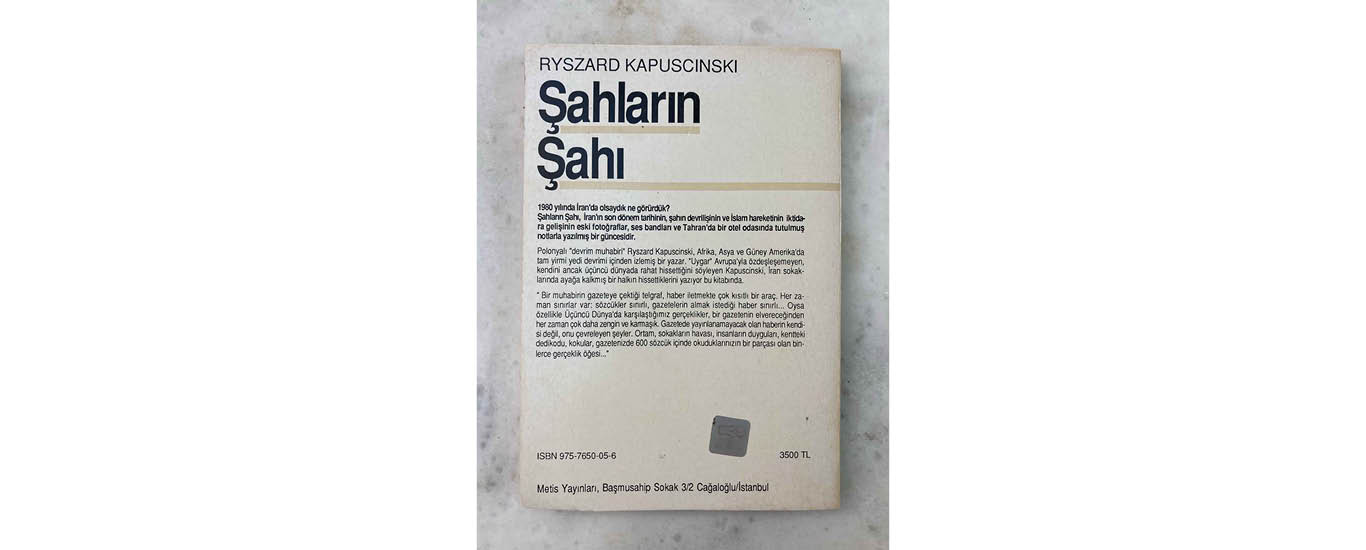 RYSZARD KAPUSCINSKI
Şahların
Şahı
1980 yılında İran'da olsaydık ne görürdük?
Şahların Şahı, İran'ın son dönem tarihinin, şahın devrilişinin ve İslam hareketinin iktida-
ra gelişinin eski fotoğraflar, ses bandları ve Tahran'da bir otel odasında tutulmuş
notlarla yazılmış bir güncesidir.
Polonyalı "devrim muhabiri" Ryszard Kapuscinski, Afrika, Asya ve Güney Amerika'da
tam yirmi yedi devrimi içinden izlemiş bir yazar. "Uygar" Avrupa'yla özdeşleşemeyen,
kendini ancak üçüncü dünyada rahat hissettiğini söyleyen Kapuscinski, İran sokak-
larında ayağa kalkmış bir halkın hissettiklerini yazıyor bu kitabında.
" Bir muhabirin gazeteye çektiği telgraf, haber iletmekte çok kısıtlı bir araç. Her za-
man sınırlar var: sözcükler sınırlı, gazetelerin almak istediği haber sınırlı... Oysa
özellikle Üçüncü Dünya'da karşılaştığımız gerçeklikler, bir gazetenin elvereceğinden
her zaman çok daha zengin ve karmaşık. Gazetede yayınlanamayacak olan haberin kendi-
si değil, onu çevreleyen şeyler. Ortam, sokakların havası, insanların duyguları, kentteki
dedikodu, kokular, gazetenizde 600 sözcük içinde okuduklarınızın bir parçası olan bin-
lerce gerçeklik öğesi..."
ISBN 975-7650-05-6
3500 TL
Metis Yayınları, Başmusahip Sokak 3/2 Cağaloğlu/İstanbul